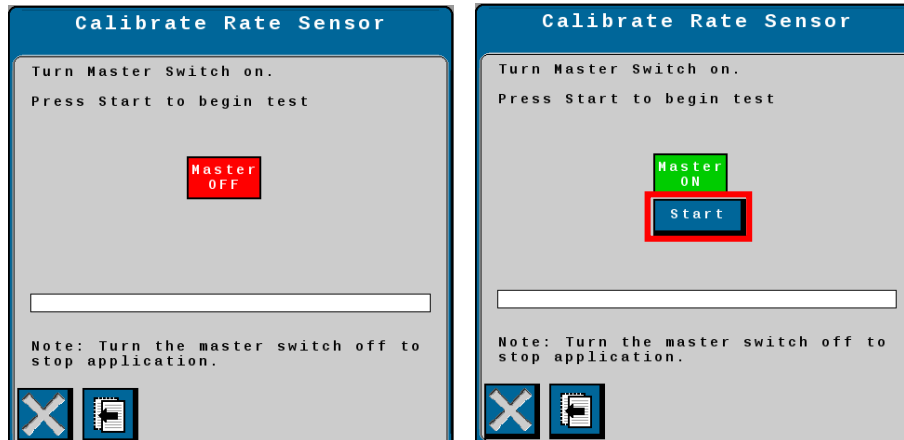 Calibrate Rate Sensor
Turn Master Switch on.
Press Start to begin test
Master
OFF
Note: Turn the master switch off to
stop application.
Calibrate Rate Sensor
Turn Master Switch on.
Press Start to begin test
Master
ON
Start
Note: Turn the master switch off to
stop application.